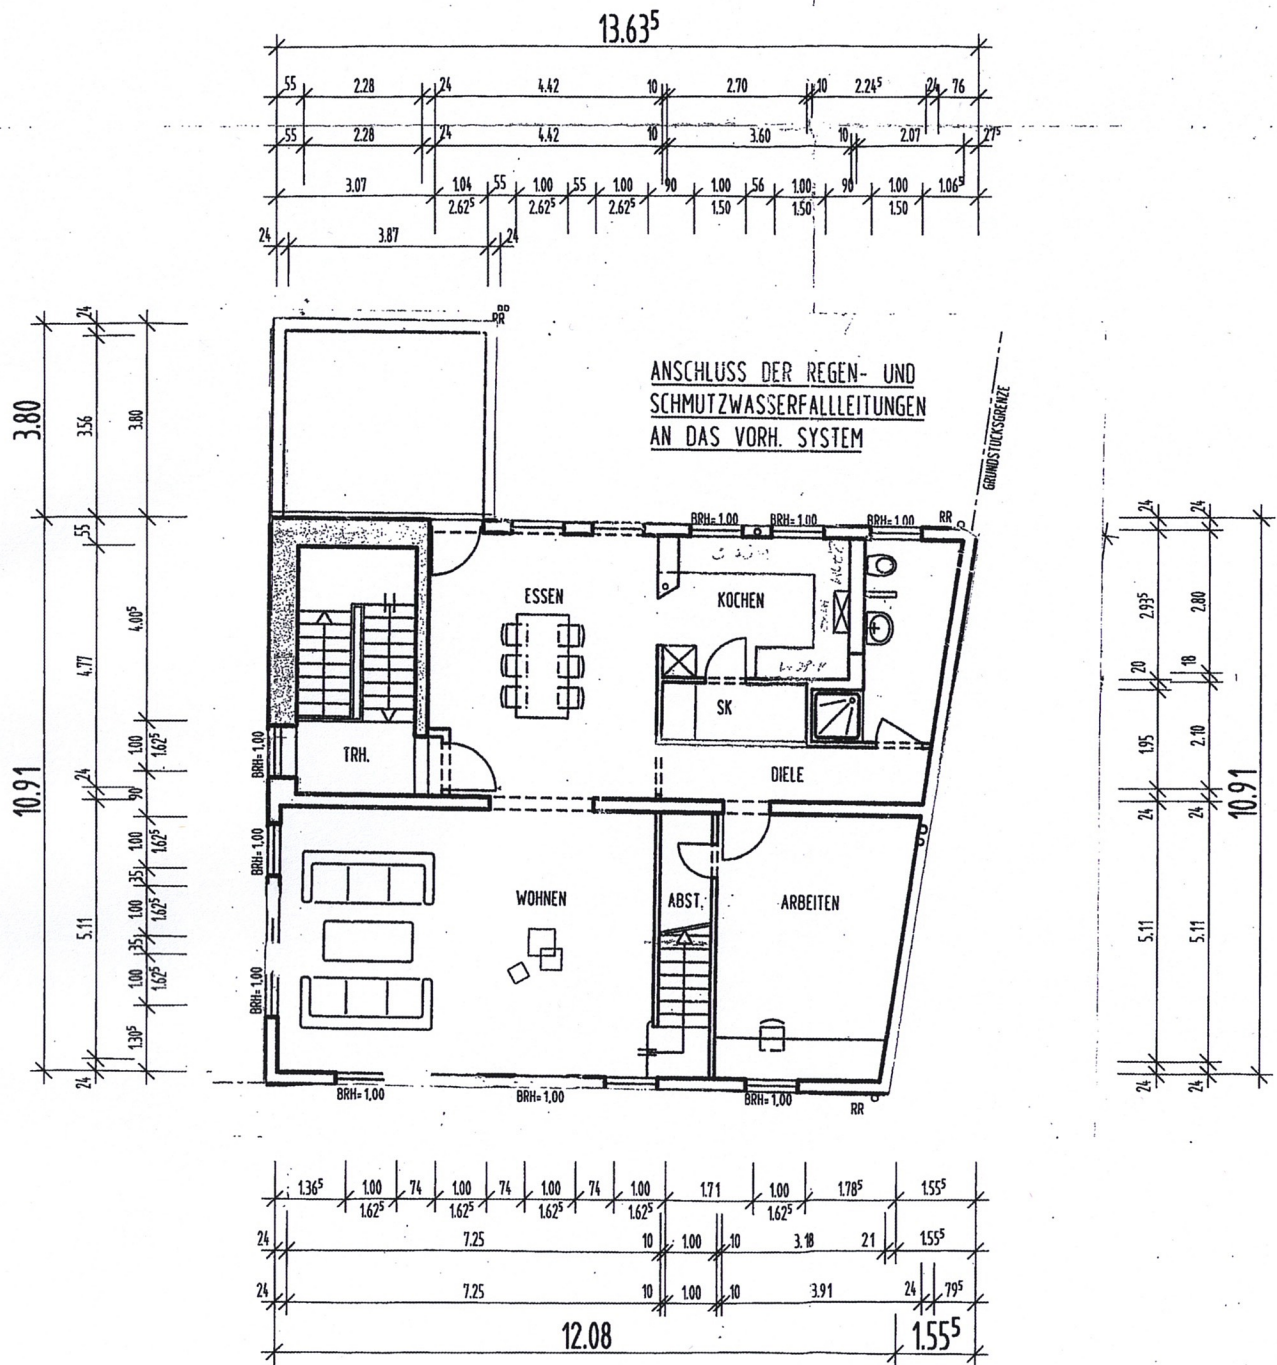 13.63⁵
55 2.28 24 4.42 10 2.70 10 2.24⁵ 24 76
55 2.28 24 4.42 10 3.60 10 2.07 27⁵
3.07 1.04 55 1.00 55 1.00 90 1.00 56 1.00 90 1.00 1.06⁵
2.62⁵ 2.62⁵ 2.62⁵ 1.50 1.50 1.50
24 3.87 24
RR
ANSCHLUSS DER REGEN- UND
SCHMUTZWASSERFALLLEITUNGEN
AN DAS VORH. SYSTEM
GRUNDSTÜCKSGRENZE
3.80
10.91
24
3.56
55
4.77
24
5.11
24
3.80
4.00⁵
1.00 1.62⁵
90
1.00 1.62⁵
35
1.00 1.62⁵
35
1.00 1.62⁵
1.30⁵
BRH= 1.00 BRH= 1.00 BRH= 1.00 RR
ESSEN
KOCHEN
SK
TRH.
DIELE
BRH= 1,00
BRH= 1,00
BRH= 1,00
WOHNEN
ABST.
ARBEITEN
BRH= 1,00 BRH= 1,00 BRH= 1,00
RR
24
2.93⁵
20
1.95
24
5.11
24
24
2.80
18
2.10
24
5.11
24
10.91
1.36⁵ 1.00 74 1.00 74 1.00 74 1.00 1.71 1.00 1.78⁵ 1.55⁵
1.62⁵ 1.62⁵ 1.62⁵ 1.62⁵ 1.62⁵
24 7.25 10 1.00 10 3.18 21 1.55⁵
24 7.25 10 1.00 10 3.91 24 79⁵
12.08 1.55⁵